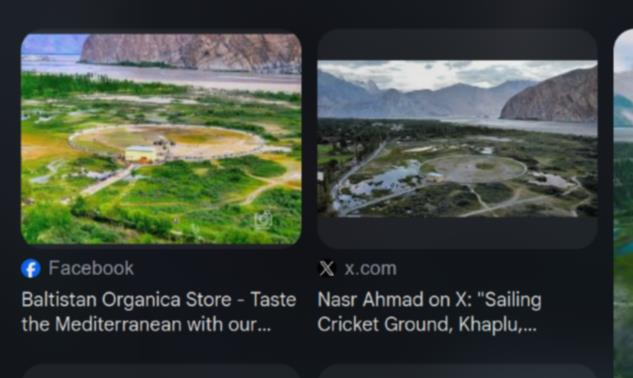 Facebook
Baltistan Organica Store - Taste
the Mediterranean with our...
x.com
Nasr Ahmad on X: "Sailing
Cricket Ground, Khaplu,...